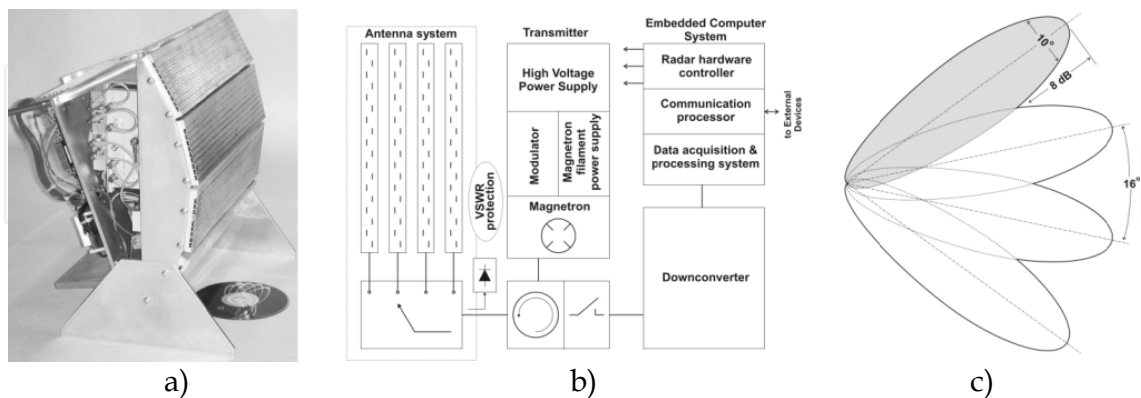 Antenna system
Transmitter
Embedded Computer
System
High Voltage
Power Supply
Radar hardware
controller
Communication
processor
to External
Devices
Modulator
Magnetron
filament
power supply
Data acquisition &
processing system
VSWR
protection
Magnetron
Downconverter
10°
8 dB
16°
a)
b)
c)